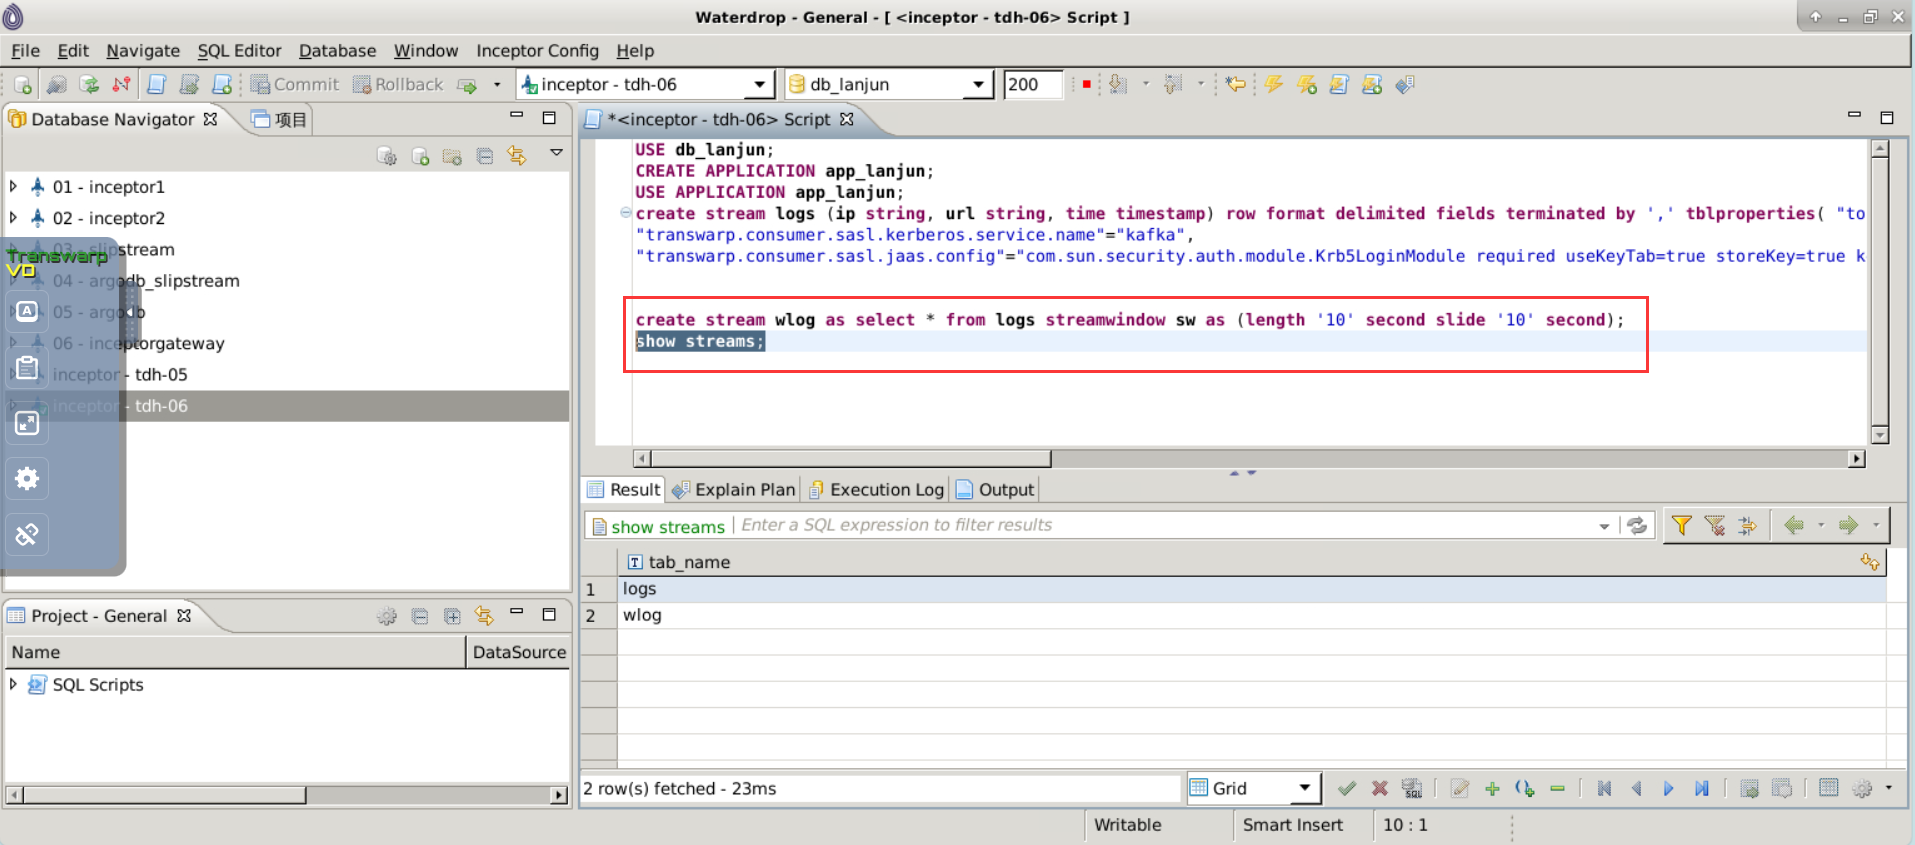 Waterdrop - General - [ <inceptor - tdh-06> Script ]
File Edit Navigate SQL Editor Database Window Inceptor Config Help
Commit Rollback inceptor - tdh-06 db_lanjun 200
Database Navigator 项目
01 - inceptor1
02 - inceptor2
03 - slipstream
04 - argodb_slipstream
05 - argodb
06 - inceptorgateway
inceptor - tdh-05
inceptor - tdh-06
Transwarp
VD
A
Project - General
Name DataSource
SQL Scripts
*<inceptor - tdh-06> Script
USE db_lanjun;
CREATE APPLICATION app_lanjun;
USE APPLICATION app_lanjun;
create stream logs (ip string, url string, time timestamp) row format delimited fields terminated by ',' tblproperties( "to
"transwarp.consumer.sasl.kerberos.service.name"="kafka",
"transwarp.consumer.sasl.jaas.config"="com.sun.security.auth.module.Krb5LoginModule required useKeyTab=true storeKey=true k
create stream wlog as select * from logs streamwindow sw as (length '10' second slide '10' second);
show streams;
Result Explain Plan Execution Log Output
show streams Enter a SQL expression to filter results
T tab_name
1 logs
2 wlog
2 row(s) fetched - 23ms
Grid
SQL
Writable Smart Insert 10 : 1